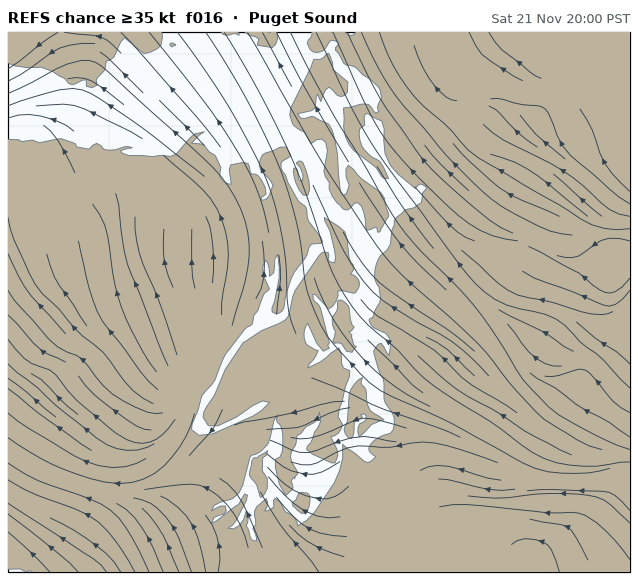 REFS chance ≥35 kt f016 · Puget Sound
Sat 21 Nov 20:00 PST